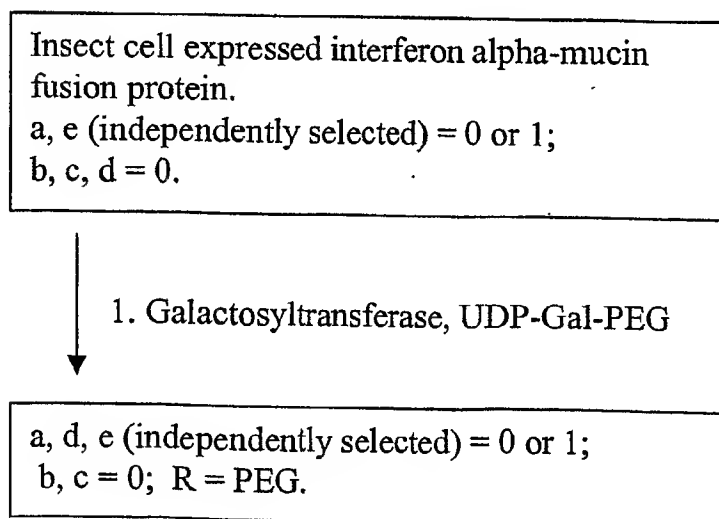 Insect cell expressed interferon alpha-mucin
fusion protein.
a, e (independently selected) = 0 or 1;
b, c, d = 0.
1. Galactosyltransferase, UDP-Gal-PEG
a, d, e (independently selected) = 0 or 1;
b, c = 0; R = PEG.